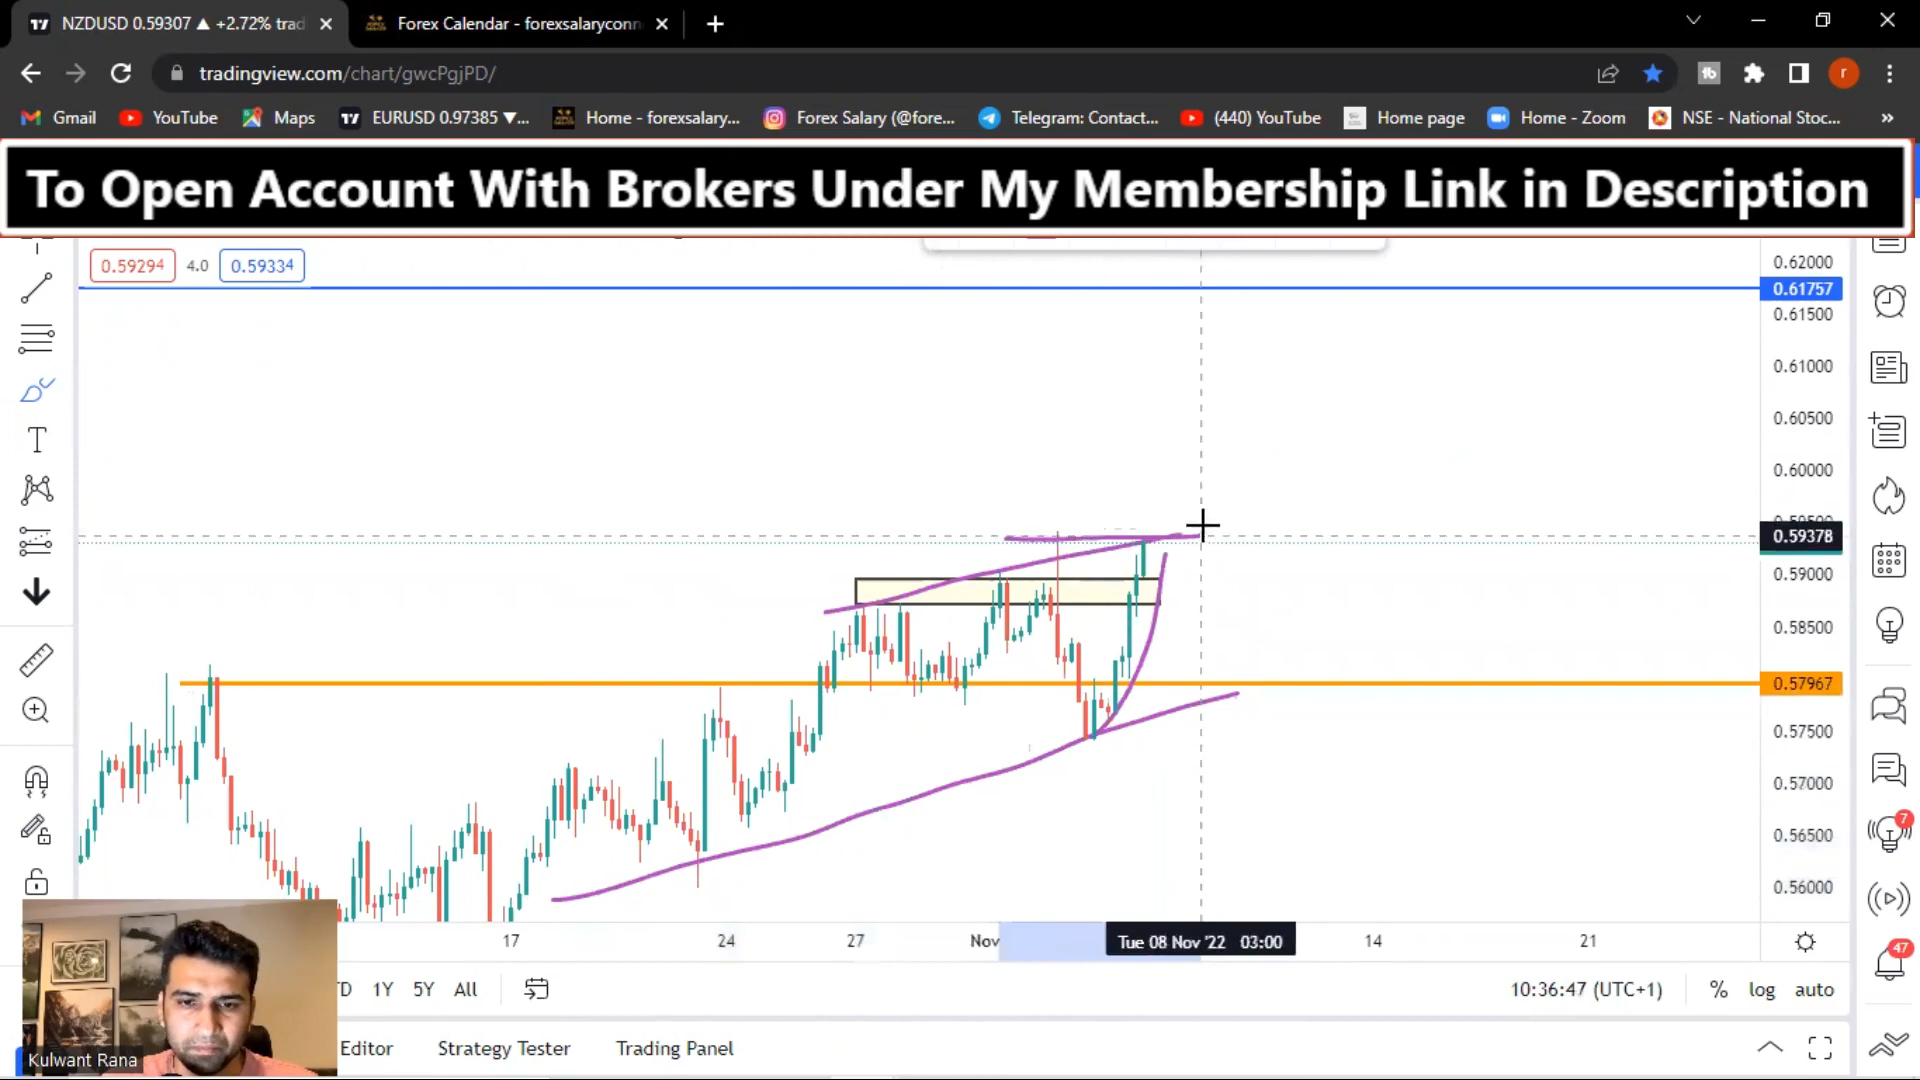 NZDUSD 0.59307 ▲ +2.72% trad
Forex Calendar - forexsalaryconn
tradingview.com/chart/gwcPgjPD/
r
Gmail
YouTube
Maps
EURUSD 0.97385 ▼...
Home - forexsalary...
Forex Salary (@fore...
Telegram: Contact...
(440) YouTube
Home page
Home - Zoom
NSE - National Stoc...
»
To Open Account With Brokers Under My Membership Link in Description
0.59294 4.0 0.59334
0.62000
0.61757
0.61500
0.61000
0.60500
0.60000
0.59378
0.59000
0.58500
0.57967
0.57500
0.57000
0.56500
0.56000
7
47
17 24 27 Nov Tue 08 Nov '22 03:00 14 21
TD 1Y 5Y All
10:36:47 (UTC+1) % log auto
Editor Strategy Tester Trading Panel
Kulwant Rana